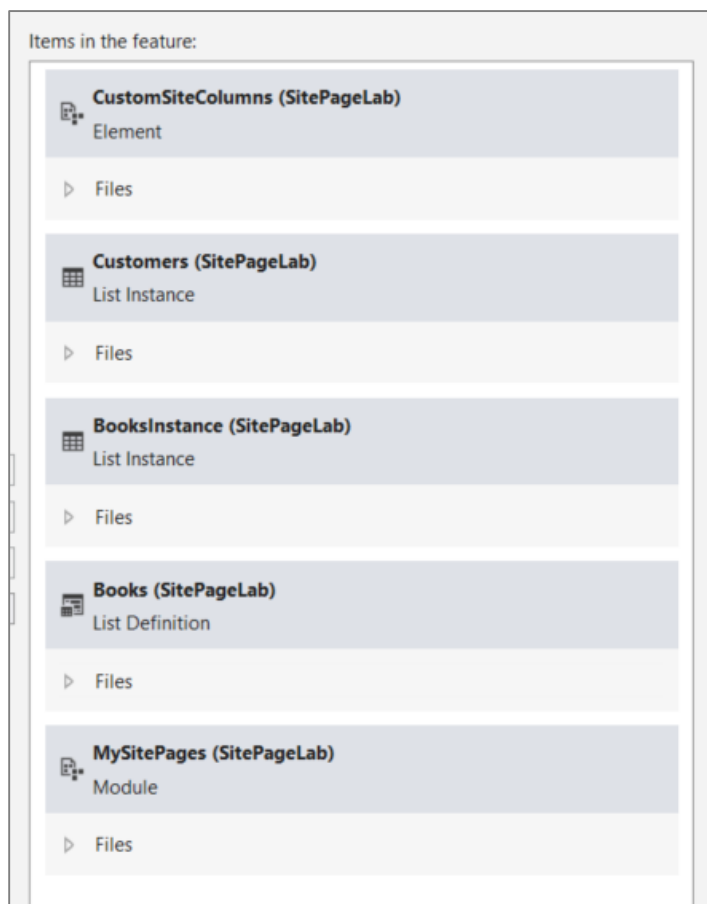 Items in the feature:
CustomSiteColumns (SitePageLab)
Element
Files
Customers (SitePageLab)
List Instance
Files
BooksInstance (SitePageLab)
List Instance
Files
Books (SitePageLab)
List Definition
Files
MySitePages (SitePageLab)
Module
Files